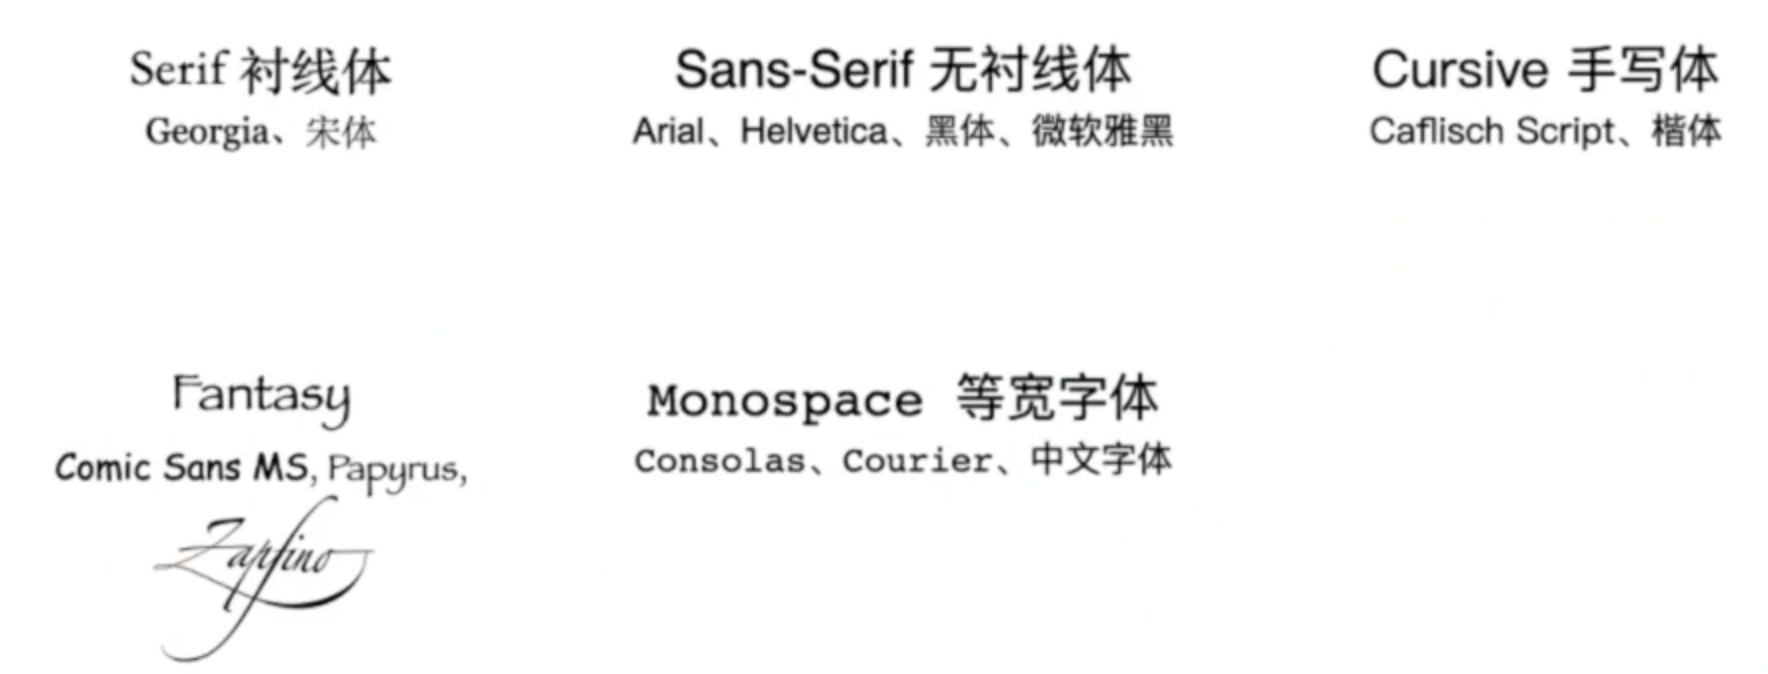 Serif 衬线体
Georgia、宋体
Sans-Serif 无衬线体
Arial、Helvetica、黑体、微软雅黑
Cursive 手写体
Caflisch Script、楷体
Fantasy
Comic Sans MS, Papyrus,
Zapfino
Monospace 等宽字体
Consolas、Courier、中文字体